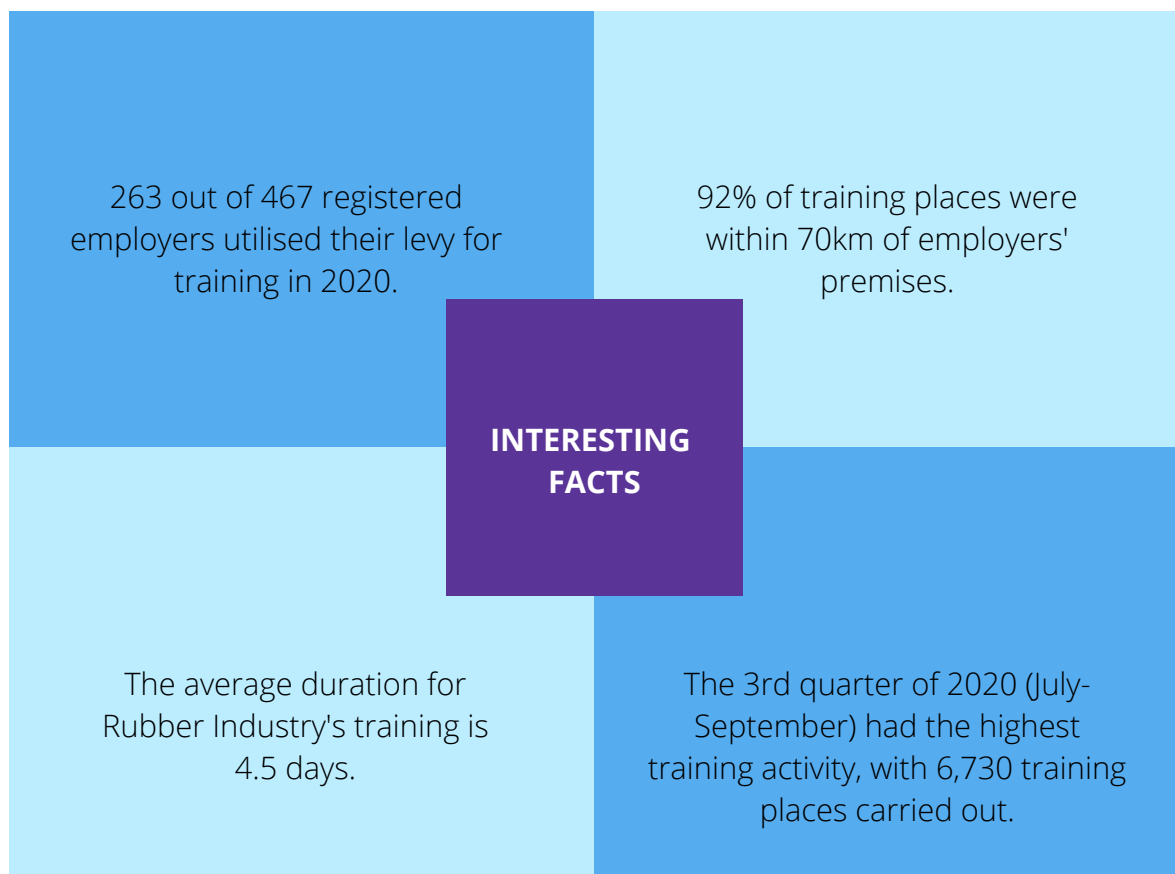 263 out of 467 registered
employers utilised their levy for
training in 2020.
92% of training places were
within 70km of employers'
premises.
INTERESTING
FACTS
The average duration for
Rubber Industry's training is
4.5 days.
The 3rd quarter of 2020 (July-
September) had the highest
training activity, with 6,730 training
places carried out.